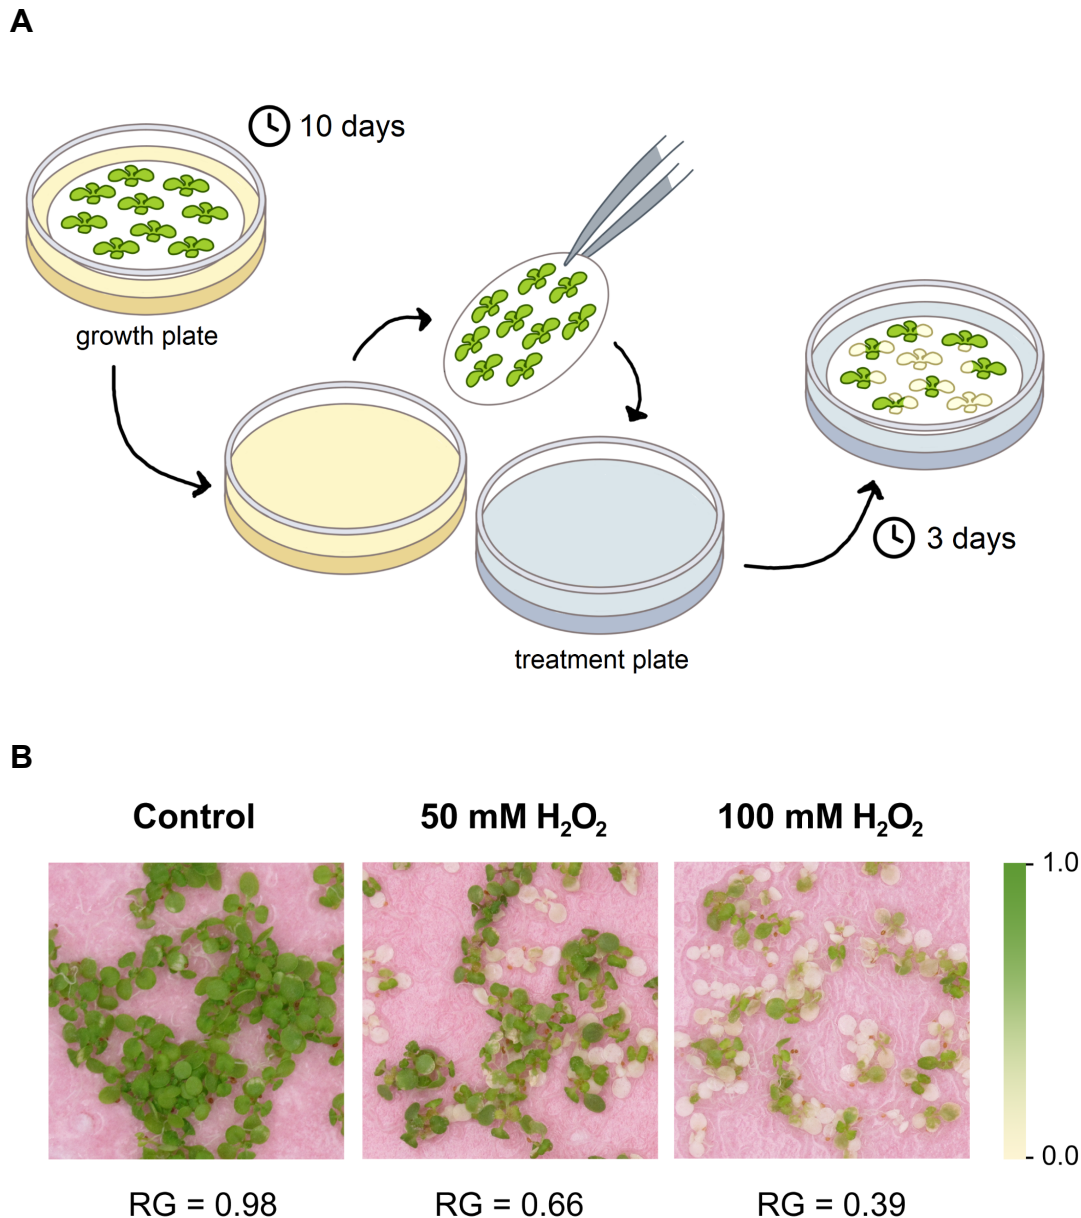 A
10 days
growth plate
3 days
treatment plate
B
Control
50 mM H₂O₂
100 mM H₂O₂
1.0
0.0
RG = 0.98
RG = 0.66
RG = 0.39